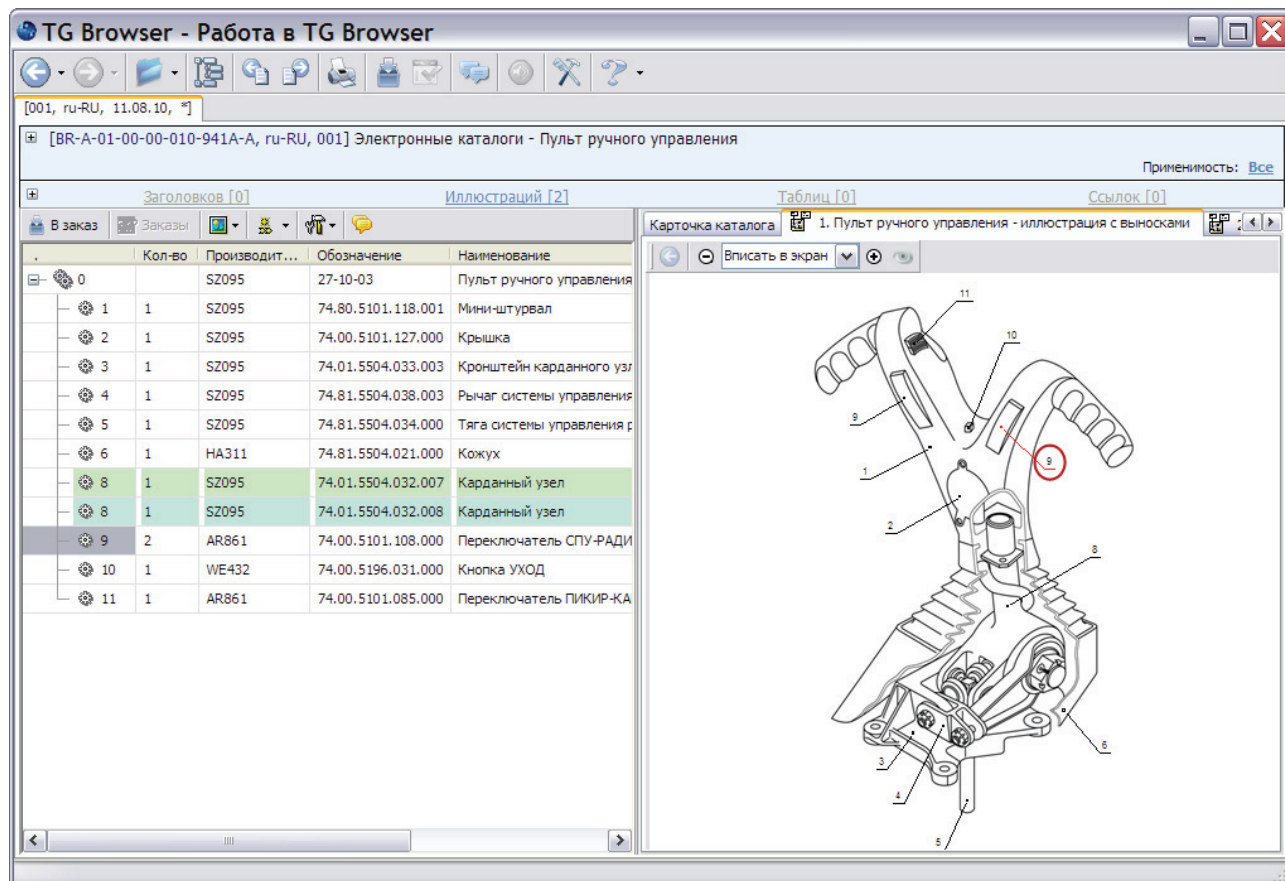 TG Browser - Работа в TG Browser
[001, ru-RU, 11.08.10, *]
[BR-A-01-00-00-010-941A-A, ru-RU, 001] Электронные каталоги - Пульт ручного управления
Применимость: Все
Заголовков [0] Иллюстраций [2] Таблиц [0] Ссылок [0]
В заказ Заказы
Карточка каталога 1. Пульт ручного управления - иллюстрация с выносками
Вписать в экран
. Кол-во Производит... Обозначение Наименование
0 SZ095 27-10-03 Пульт ручного управления
1 1 SZ095 74.80.5101.118.001 Мини-штурвал
2 1 SZ095 74.00.5101.127.000 Крышка
3 1 SZ095 74.01.5504.033.003 Кронштейн карданного узл
4 1 SZ095 74.81.5504.038.003 Рычаг системы управления
5 1 SZ095 74.81.5504.034.000 Тяга системы управления р
6 1 HA311 74.81.5504.021.000 Кожух
8 1 SZ095 74.01.5504.032.007 Карданный узел
8 1 SZ095 74.01.5504.032.008 Карданный узел
9 2 AR861 74.00.5101.108.000 Переключатель СПУ-РАДИ
10 1 WE432 74.00.5196.031.000 Кнопка УХОД
11 1 AR861 74.00.5101.085.000 Переключатель ПИКИР-КА
11
10
9
9
1
2
8
6
3
4
5